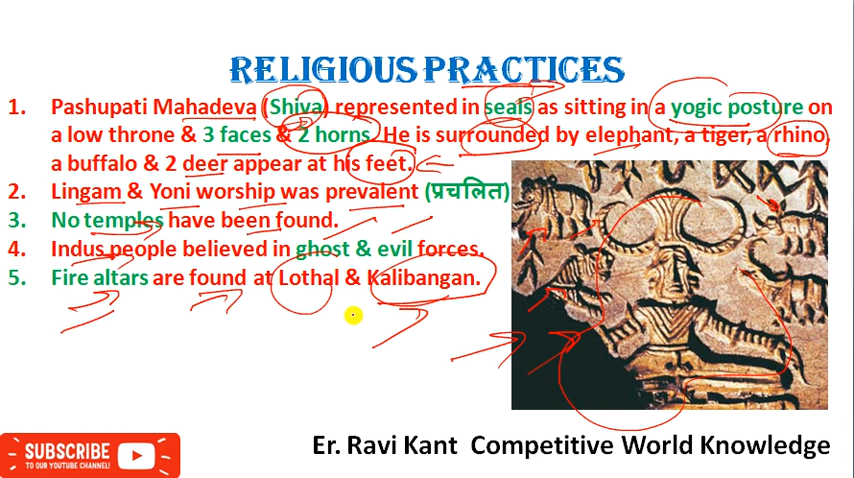 RELIGIOUS PRACTICES
1. Pashupati Mahadeva (Shiva) represented in seals as sitting in a yogic posture on
a low throne & 3 faces & 2 horns. He is surrounded by elephant, a tiger, a rhino,
a buffalo & 2 deer appear at his feet.
2. Lingam & Yoni worship was prevalent (प्रचलित)
3. No temples have been found.
4. Indus people believed in ghost & evil forces.
5. Fire altars are found at Lothal & Kalibangan.
SUBSCRIBE
TO OUR YOUTUBE CHANNEL!
Er. Ravi Kant Competitive World Knowledge